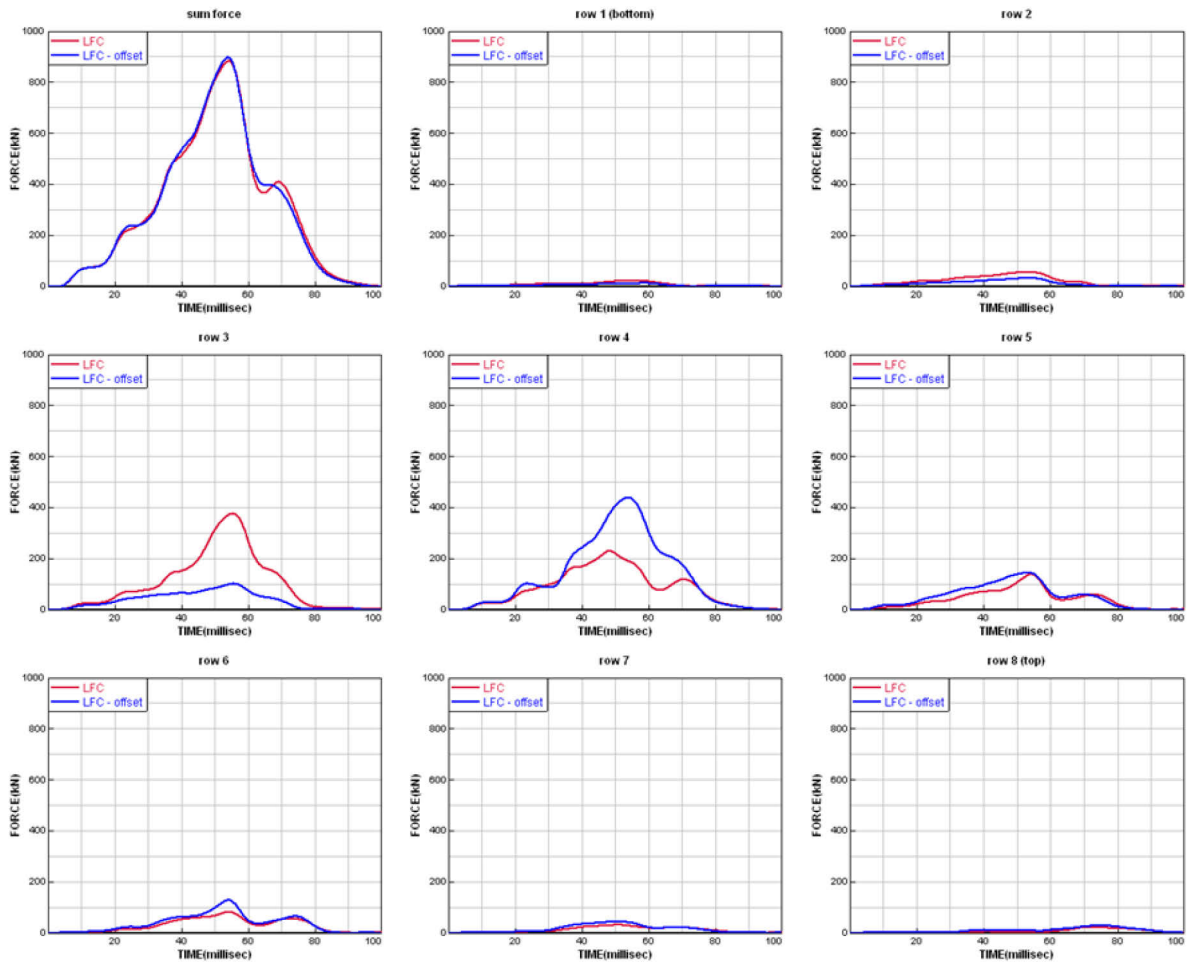 sum force
1000
LFC
LFC - offset
800
600
400
200
0
FORCE(kN)
20 40 60 80 100
TIME(millisec)
row 1 (bottom)
1000
LFC
LFC - offset
800
600
400
200
0
FORCE(kN)
20 40 60 80 100
TIME(millisec)
row 2
1000
LFC
LFC - offset
800
600
400
200
0
FORCE(kN)
20 40 60 80 100
TIME(millisec)
row 3
1000
LFC
LFC - offset
800
600
400
200
0
FORCE(kN)
20 40 60 80 100
TIME(millisec)
row 4
1000
LFC
LFC - offset
800
600
400
200
0
FORCE(kN)
20 40 60 80 100
TIME(millisec)
row 5
1000
LFC
LFC - offset
800
600
400
200
0
FORCE(kN)
20 40 60 80 100
TIME(millisec)
row 6
1000
LFC
LFC - offset
800
600
400
200
0
FORCE(kN)
20 40 60 80 100
TIME(millisec)
row 7
1000
LFC
LFC - offset
800
600
400
200
0
FORCE(kN)
20 40 60 80 100
TIME(millisec)
row 8 (top)
1000
LFC
LFC - offset
800
600
400
200
0
FORCE(kN)
20 40 60 80 100
TIME(millisec)